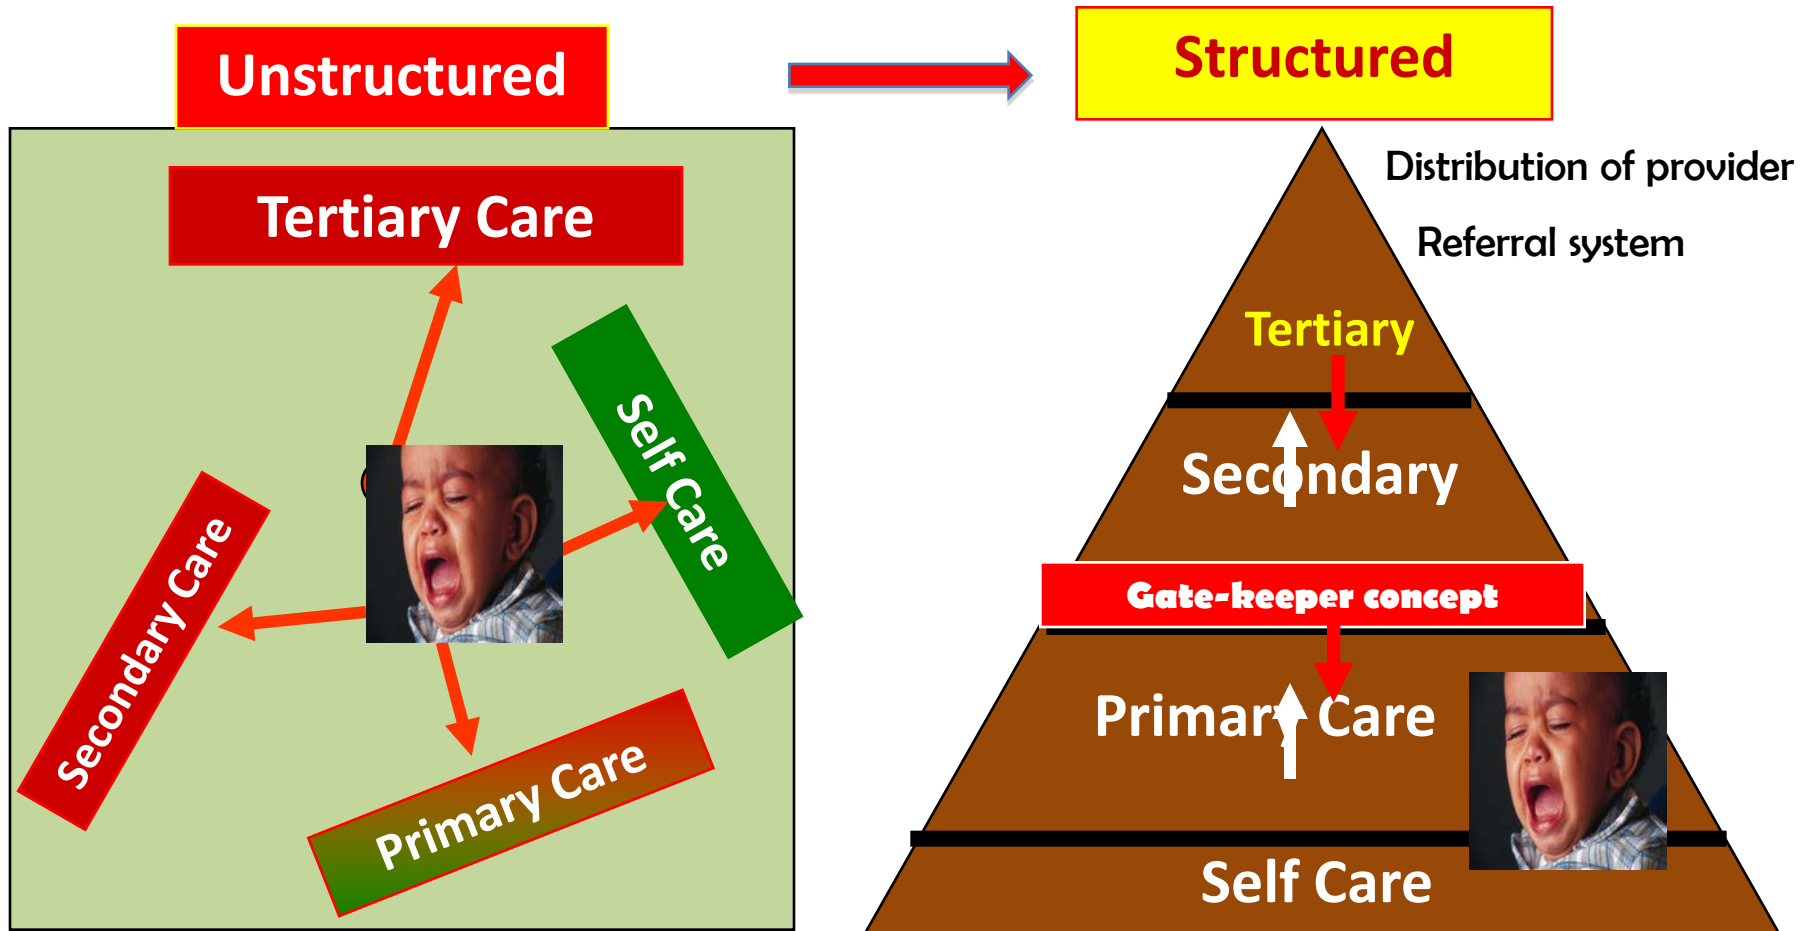 Unstructured
Structured
Tertiary Care
Self Care
Secondary Care
Primary Care
Distribution of provider
Referral system
Tertiary
Secondary
Gate-keeper concept
Primary Care
Self Care